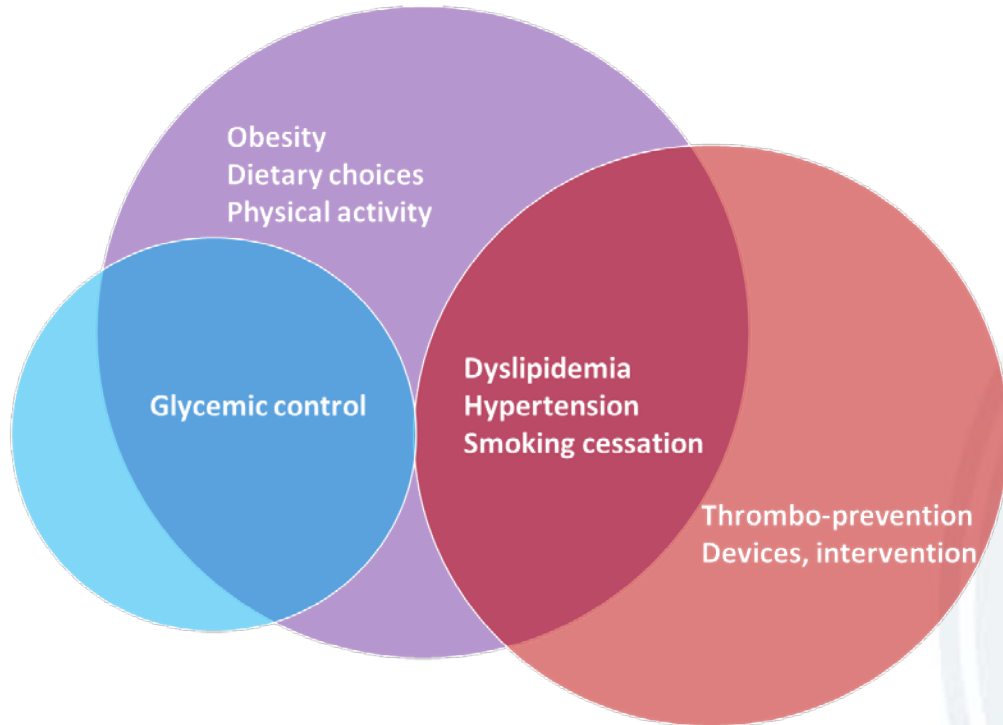 Obesity
Dietary choices
Physical activity
Glycemic control
Dyslipidemia
Hypertension
Smoking cessation
Thrombo-prevention
Devices, intervention